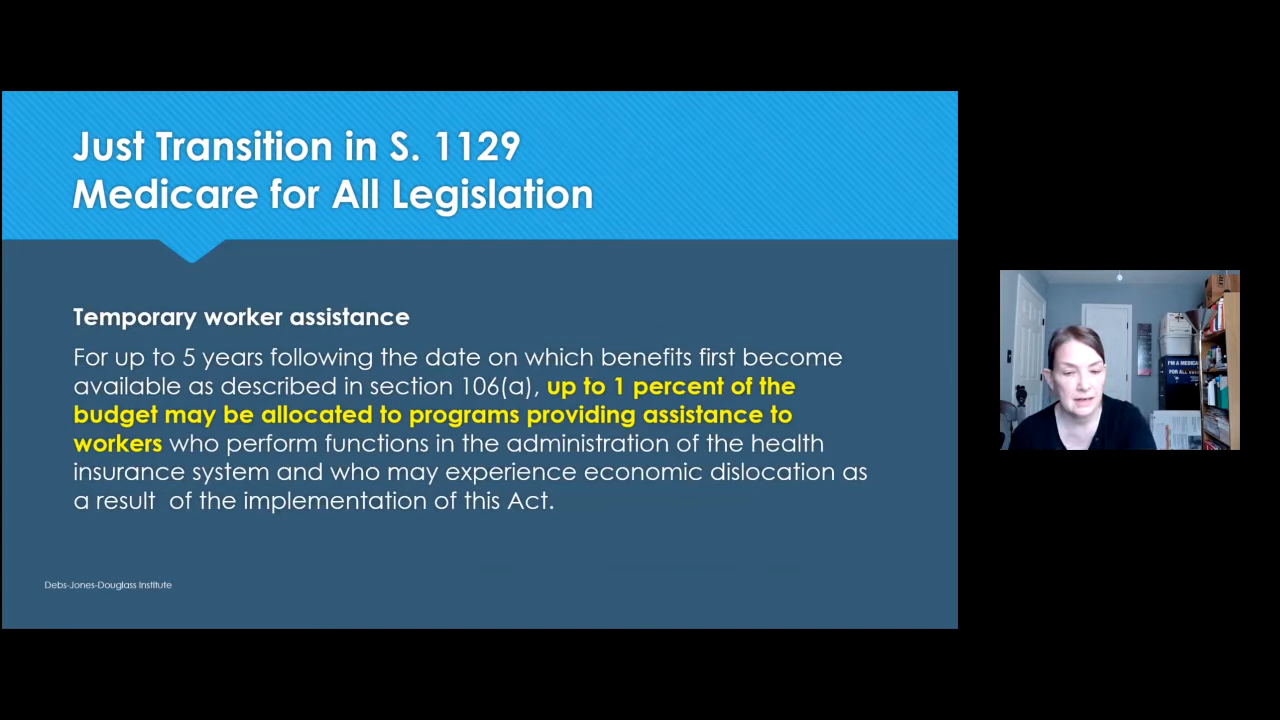 Just Transition in S. 1129
Medicare for All Legislation
Temporary worker assistance
For up to 5 years following the date on which benefits first become
available as described in section 106(a), up to 1 percent of the
budget may be allocated to programs providing assistance to
workers who perform functions in the administration of the health
insurance system and who may experience economic dislocation as
a result  of the implementation of this Act.
Debs-Jones-Douglass Institute
I'M A MEDICA
FOR ALL